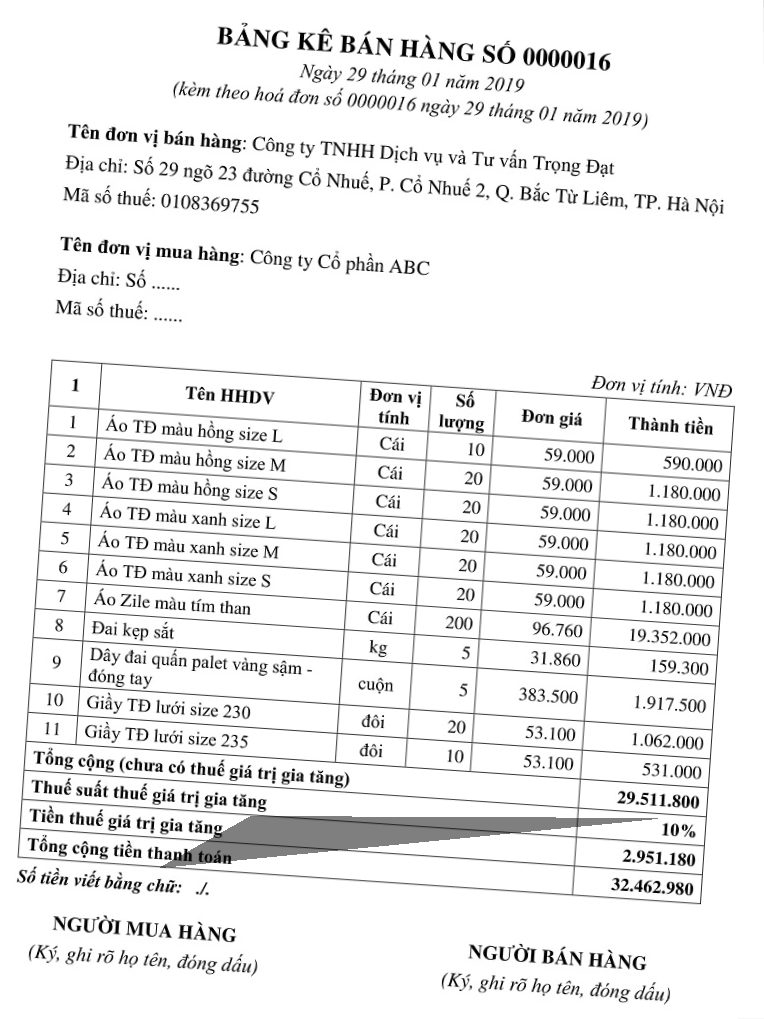 BẢNG KÊ BÁN HÀNG SỐ 0000016
Ngày 29 tháng 01 năm 2019
(kèm theo hoá đơn số 0000016 ngày 29 tháng 01 năm 2019)
Tên đơn vị bán hàng: Công ty TNHH Dịch vụ và Tư vấn Trọng Đạt
Địa chỉ: Số 29 ngõ 23 đường Cổ Nhuế, P. Cổ Nhuế 2, Q. Bắc Từ Liêm, TP. Hà Nội
Mã số thuế: 0108369755
Tên đơn vị mua hàng: Công ty Cổ phần ABC
Địa chỉ: Số ......
Mã số thuế: ......
Đơn vị tính: VNĐ
1 Tên HHDV Đơn vị tính Số lượng Đơn giá Thành tiền
1 Áo TĐ màu hồng size L Cái 10 59.000 590.000
2 Áo TĐ màu hồng size M Cái 20 59.000 1.180.000
3 Áo TĐ màu hồng size S Cái 20 59.000 1.180.000
4 Áo TĐ màu xanh size L Cái 20 59.000 1.180.000
5 Áo TĐ màu xanh size M Cái 20 59.000 1.180.000
6 Áo TĐ màu xanh size S Cái 20 59.000 1.180.000
7 Áo Zile màu tím than Cái 200 96.760 19.352.000
8 Đai kẹp sắt kg 5 31.860 159.300
9 Dây đai quấn palet vàng sậm - đóng tay cuộn 5 383.500 1.917.500
10 Giầy TĐ lưới size 230 đôi 20 53.100 1.062.000
11 Giầy TĐ lưới size 235 đôi 10 53.100 531.000
Tổng cộng (chưa có thuế giá trị gia tăng) 29.511.800
Thuế suất thuế giá trị gia tăng 10%
Tiền thuế giá trị gia tăng 2.951.180
Tổng cộng tiền thanh toán 32.462.980
Số tiền viết bằng chữ: ./.
NGƯỜI MUA HÀNG
(Ký, ghi rõ họ tên, đóng dấu)
NGƯỜI BÁN HÀNG
(Ký, ghi rõ họ tên, đóng dấu)